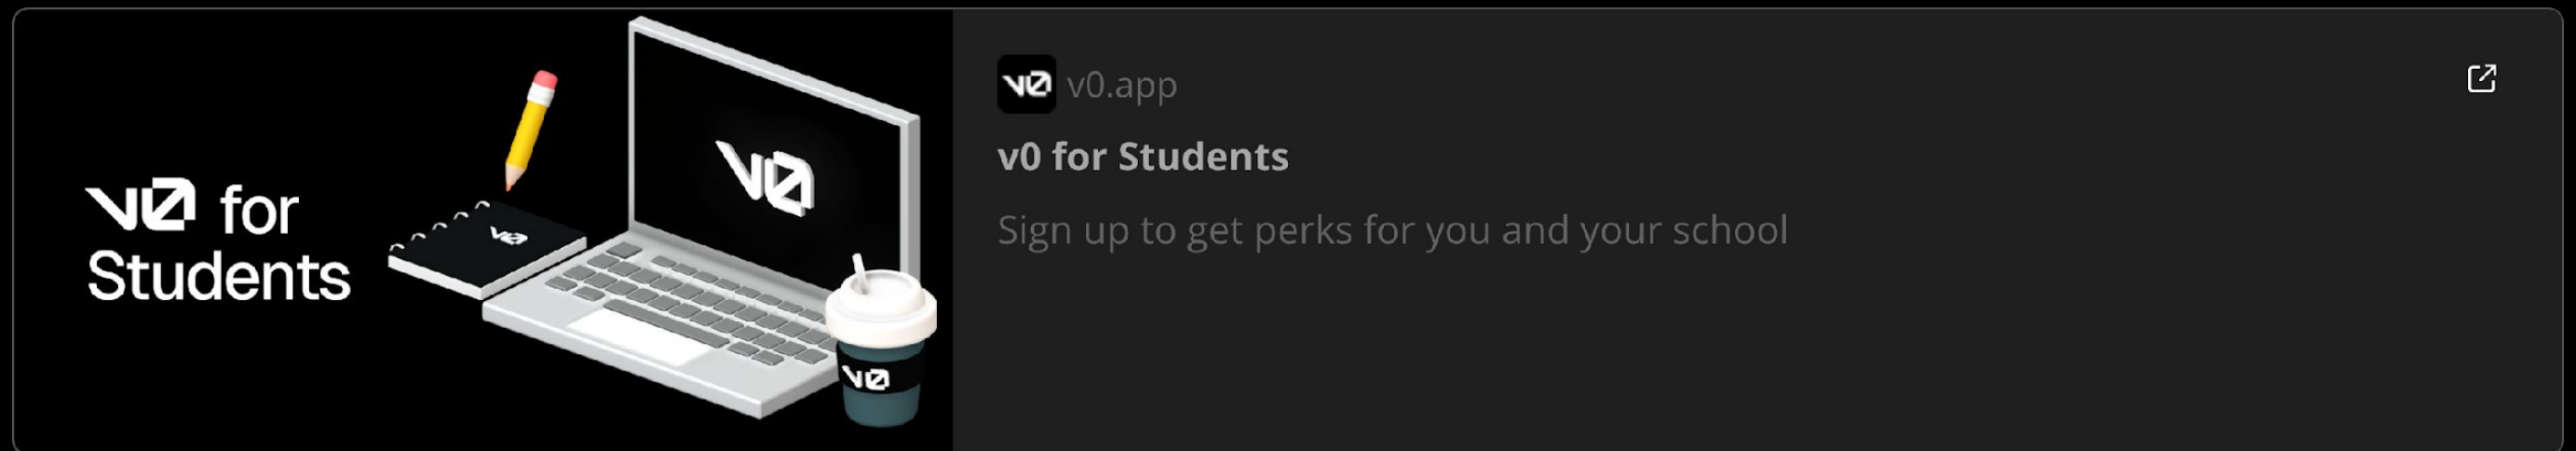 v0 for
Students
v0
v0
v0
v0 v0.app
v0 for Students
Sign up to get perks for you and your school